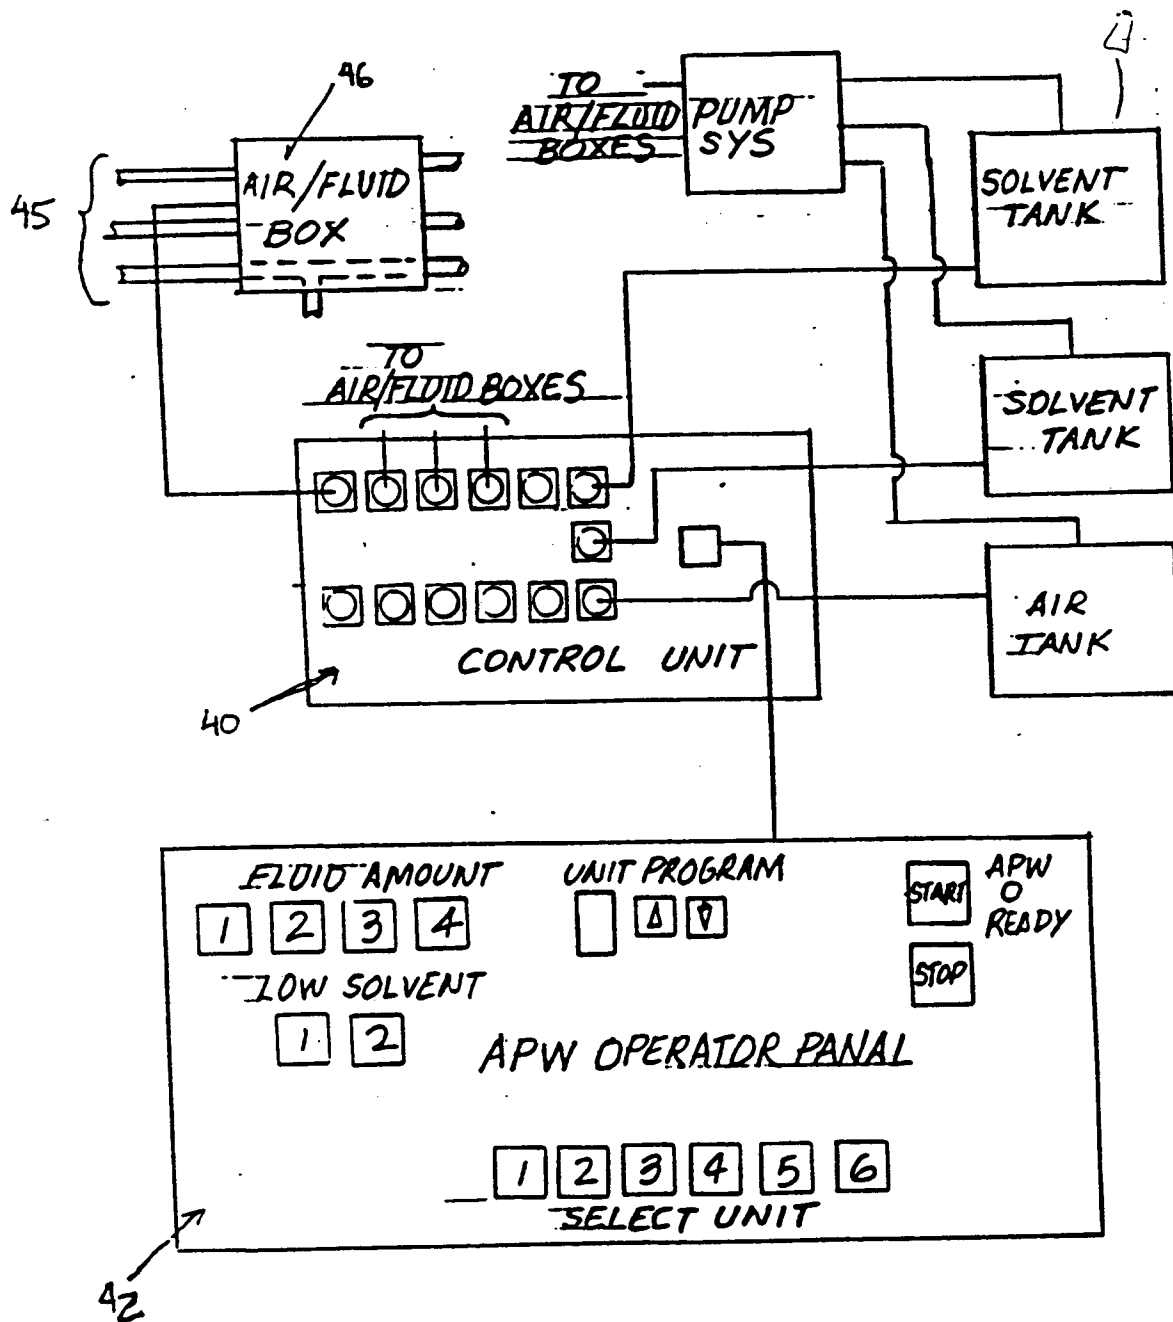 46
AIR/FLUID
BOX
45
TO
AIR/FLUID
BOXES
PUMP
SYS
SOLVENT
TANK
SOLVENT
TANK
AIR
TANK
TO
AIR/FLUID BOXES
CONTROL UNIT
40
FLUID AMOUNT
1 2 3 4
LOW SOLVENT
1 2
UNIT PROGRAM
START
STOP
APW
O
READY
APW OPERATOR PANAL
1 2 3 4 5 6
SELECT UNIT
42